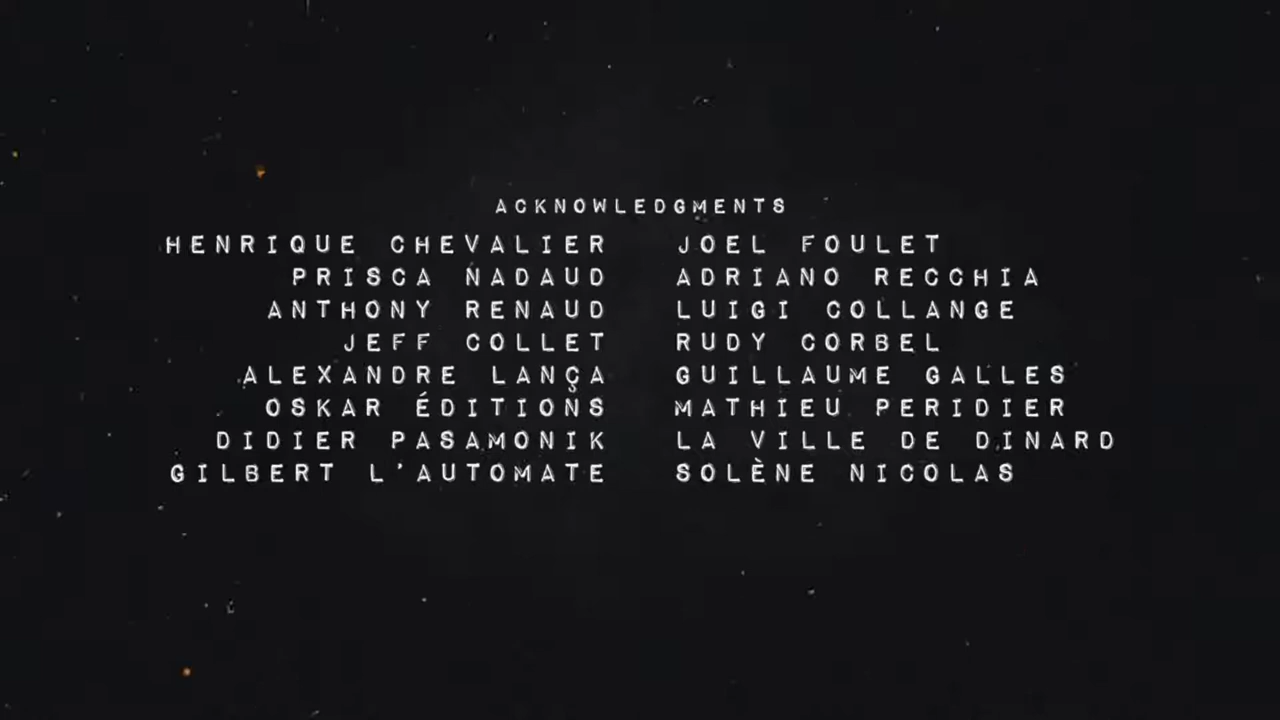 ACKNOWLEDGMENTS
HENRIQUE CHEVALIER JOEL FOULET
PRISCA NADAUD ADRIANO RECCHIA
ANTHONY RENAUD LUIGI COLLANGE
JEFF COLLET RUDY CORBEL
ALEXANDRE LANÇA GUILLAUME GALLES
OSKAR ÉDITIONS MATHIEU PERIDIER
DIDIER PASAMONIK LA VILLE DE DINARD
GILBERT L'AUTOMATE SOLÈNE NICOLAS